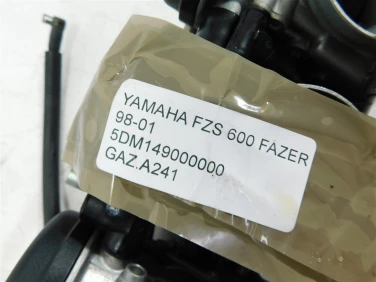 YAMAHA FZS 600 FAZER
98-01
5DM149000000
GAZ.A241